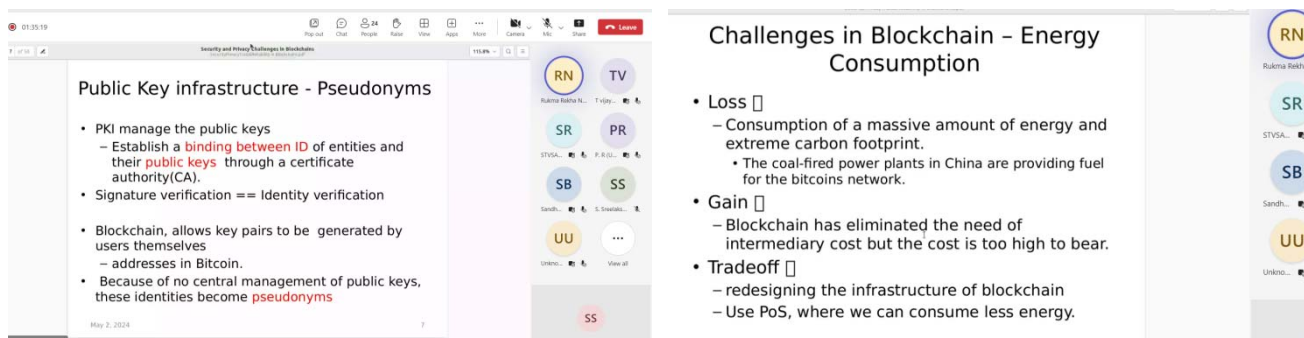 01:35:19
Pop out
Chat
24
People
Raise
View
Apps
More
Camera
Mic
Share
Leave
Security and Privacy Challenges in Blockchains
115.8%
Public Key infrastructure - Pseudonyms
• PKI manage the public keys
– Establish a binding between ID of entities and
their public keys through a certificate
authority(CA).
• Signature verification == Identity verification
• Blockchain, allows key pairs to be generated by
users themselves
– addresses in Bitcoin.
• Because of no central management of public keys,
these identities become pseudonyms
May 2, 2024
7
RN
TV
Rukma Rekha N...
T vijay...
SR
PR
STVSA...
P. R (U...
SB
SS
Sandh...
S. Sreelaks...
UU
...
Unkno...
View all
SS
Challenges in Blockchain – Energy
Consumption
• Loss
– Consumption of a massive amount of energy and
extreme carbon footprint.
• The coal-fired power plants in China are providing fuel
for the bitcoins network.
• Gain
– Blockchain has eliminated the need of
intermediary cost but the cost is too high to bear.
• Tradeoff
– redesigning the infrastructure of blockchain
– Use PoS, where we can consume less energy.
RN
Rukma Rekh
SR
STVSA...
SB
Sandh...
UU
Unkno...